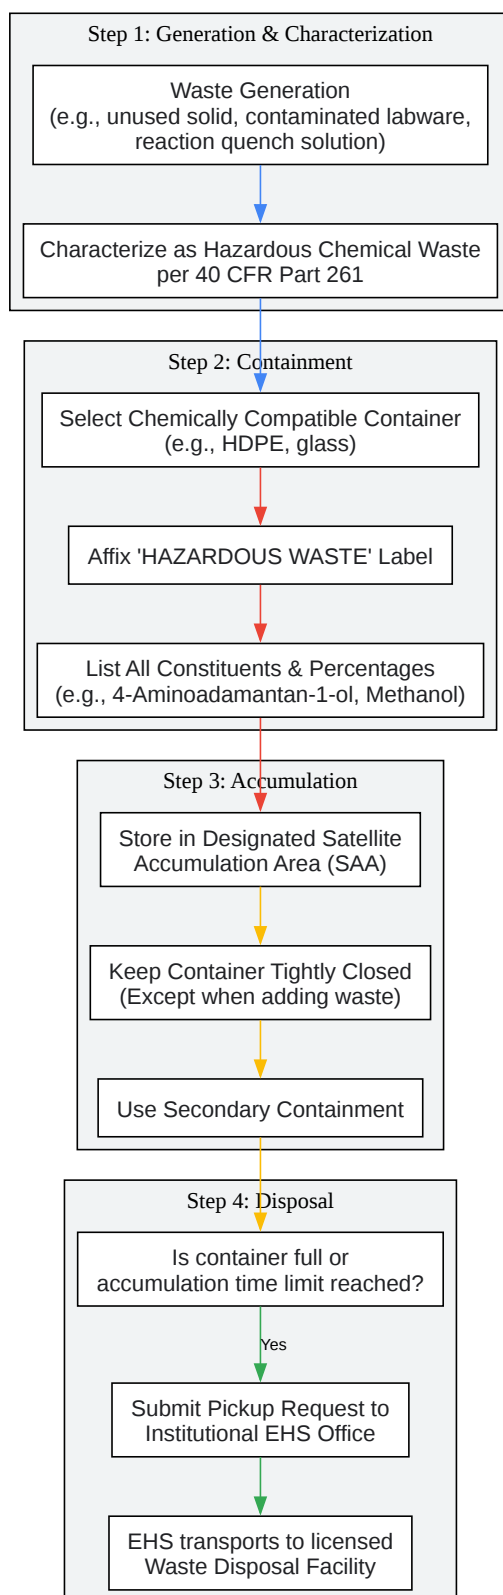 Step 1: Generation & Characterization
Waste Generation
(e.g., unused solid, contaminated labware,
reaction quench solution)
Characterize as Hazardous Chemical Waste
per 40 CFR Part 261
Step 2: Containment
Select Chemically Compatible Container
(e.g., HDPE, glass)
Affix 'HAZARDOUS WASTE' Label
List All Constituents & Percentages
(e.g., 4-Aminoadamantan-1-ol, Methanol)
Step 3: Accumulation
Store in Designated Satellite
Accumulation Area (SAA)
Keep Container Tightly Closed
(Except when adding waste)
Use Secondary Containment
Step 4: Disposal
Is container full or
accumulation time limit reached?
Yes
Submit Pickup Request to
Institutional EHS Office
EHS transports to licensed
Waste Disposal Facility